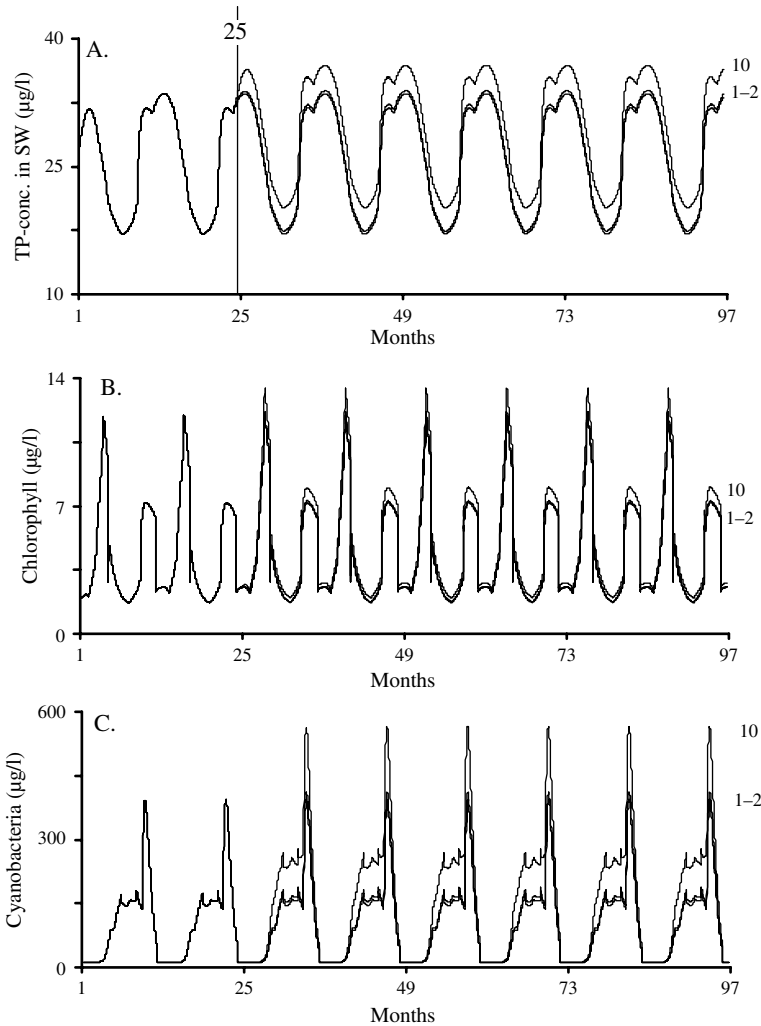 25
A.
TP-conc. in SW (μg/l)
40
25
10
10
1–2
1 25 49 73 97
Months
B.
Chlorophyll (μg/l)
14
7
0
10
1–2
1 25 49 73 97
Months
C.
Cyanobacteria (μg/l)
600
300
0
10
1–2
1 25 49 73 97
Months